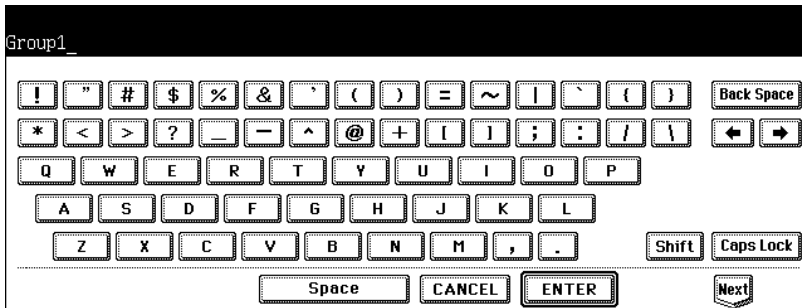 Group1_
! " # $ % & ' ( ) = ~ | ` { } Back Space
* < > ? _ - ^ @ + [ ] ; : / \ ← →
Q W E R T Y U I O P
A S D F G H J K L
Z X C V B N M , . Shift Caps Lock
Space CANCEL ENTER Next